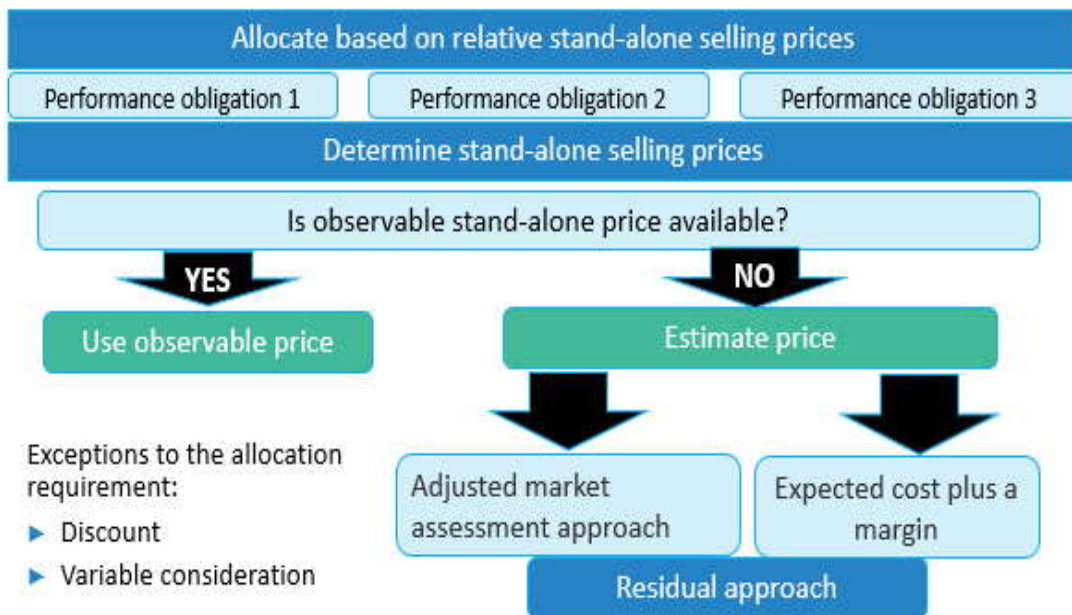 Allocate based on relative stand-alone selling prices
Performance obligation 1
Performance obligation 2
Performance obligation 3
Determine stand-alone selling prices
Is observable stand-alone price available?
YES
NO
Use observable price
Estimate price
Exceptions to the allocation
requirement:
► Discount
► Variable consideration
Adjusted market
assessment approach
Expected cost plus a
margin
Residual approach